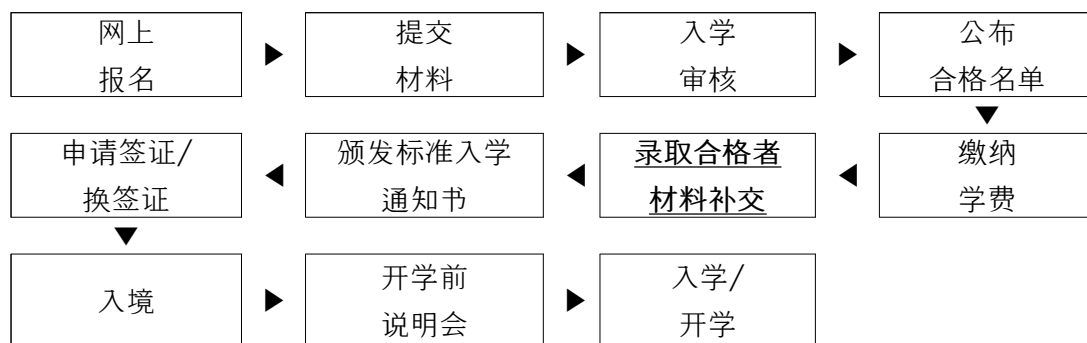 网上
报名
提交
材料
入学
审核
公布
合格名单
缴纳
学费
录取合格者
材料补交
颁发标准入学
通知书
申请签证/
换签证
入境
开学前
说明会
入学/
开学